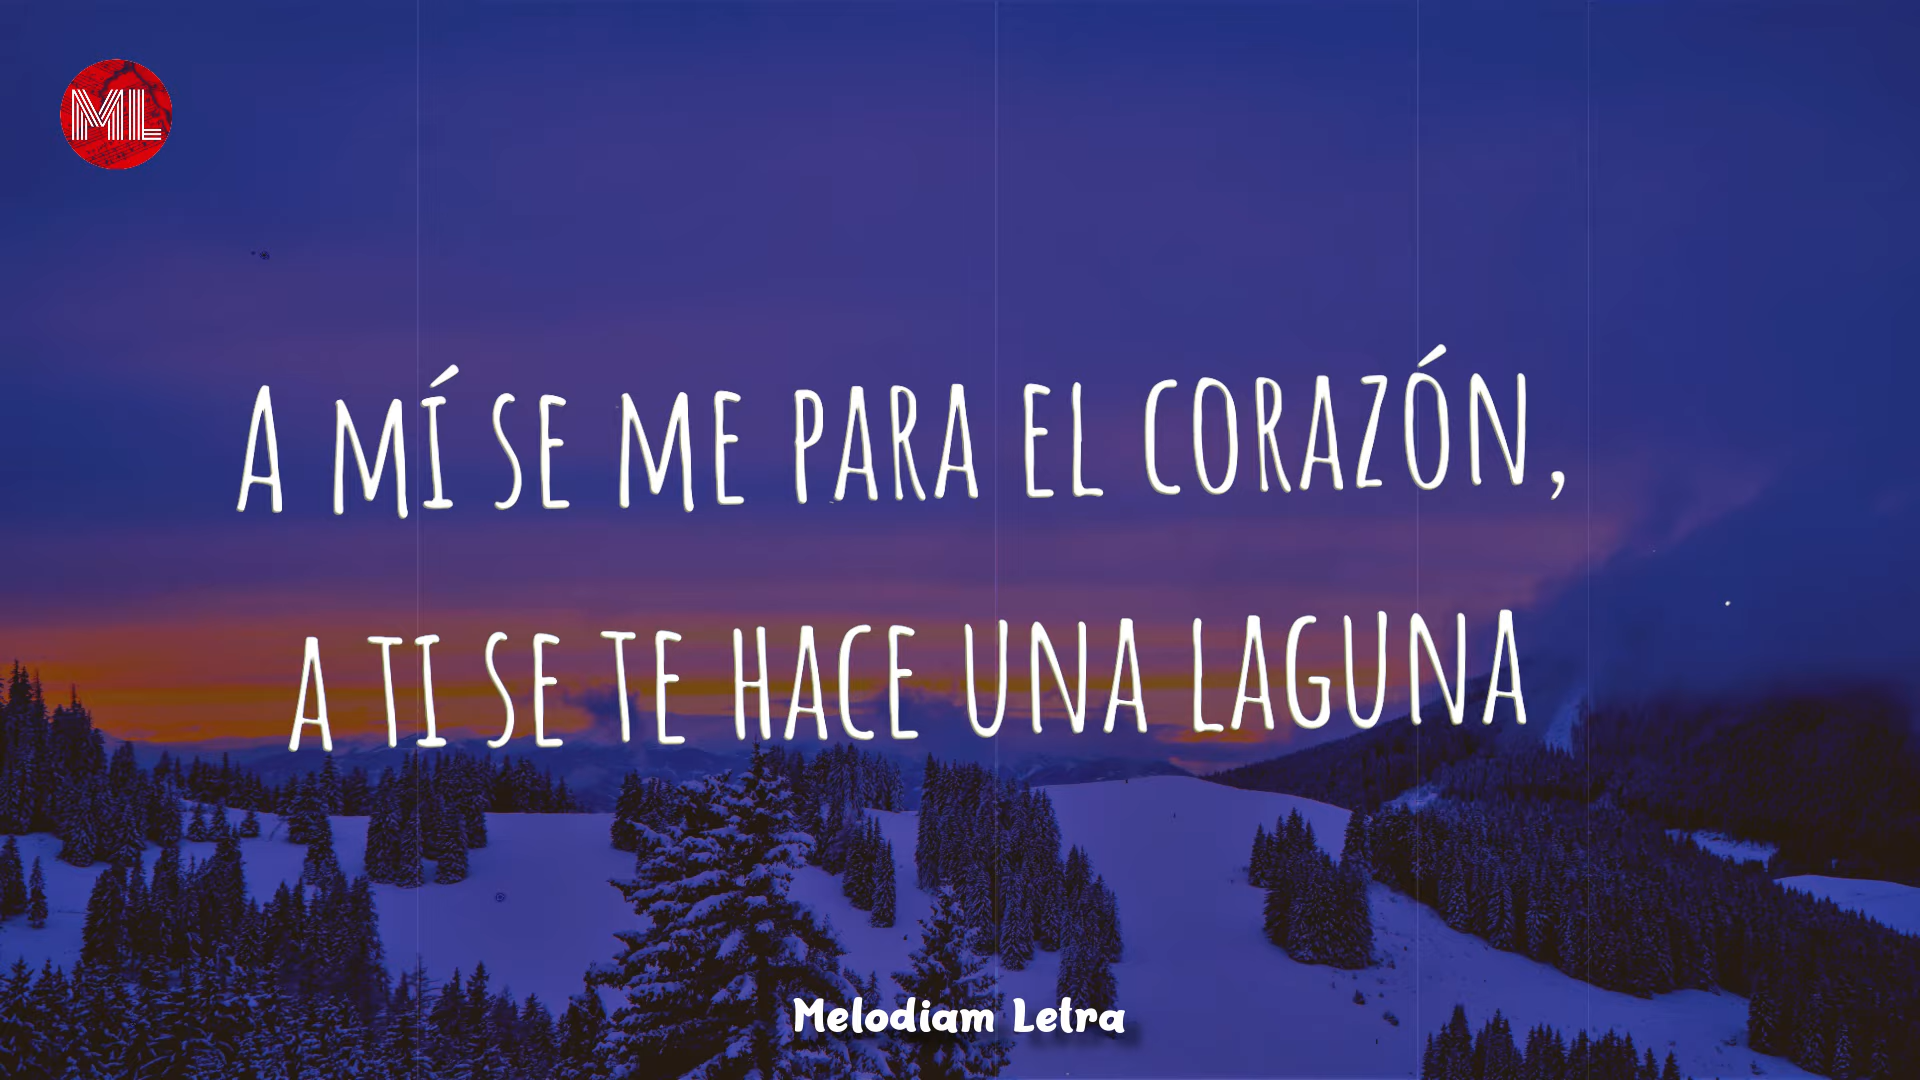 ML
A MÍ SE ME PARA EL CORAZÓN,
A TI SE TE HACE UNA LAGUNA
Melodiam Letra